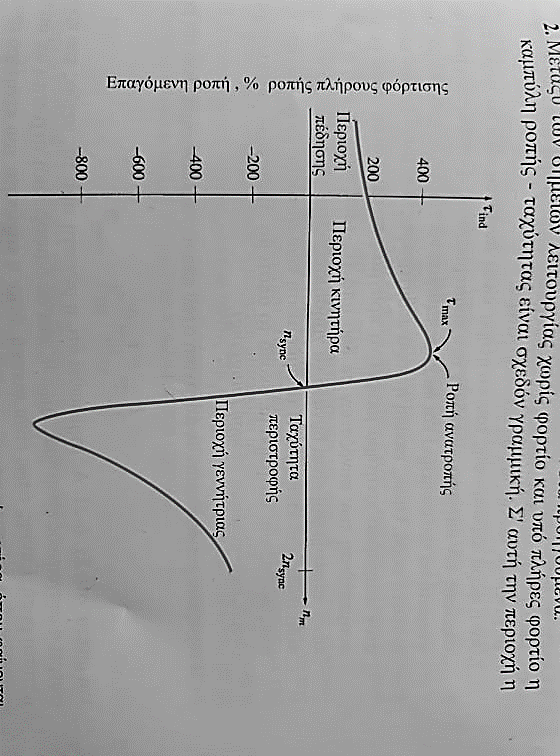 2. Μεταξύ των σημείων λειτουργίας χωρίς φορτίο και υπό πλήρες φορτίο η
καμπύλη ροπής - ταχύτητας είναι σχεδόν γραμμική. Σ' αυτή την περιοχή η
τind
τmax
Ροπή ανατροπής
400
200
Περιοχή
πέδησης
Περιοχή κινητήρα
nsync
Ταχύτητα
περιστροφής
2nsync
nm
–200
–400
–600
–800
Περιοχή γεννήτριας
Επαγόμενη ροπή , % ροπής πλήρους φόρτισης